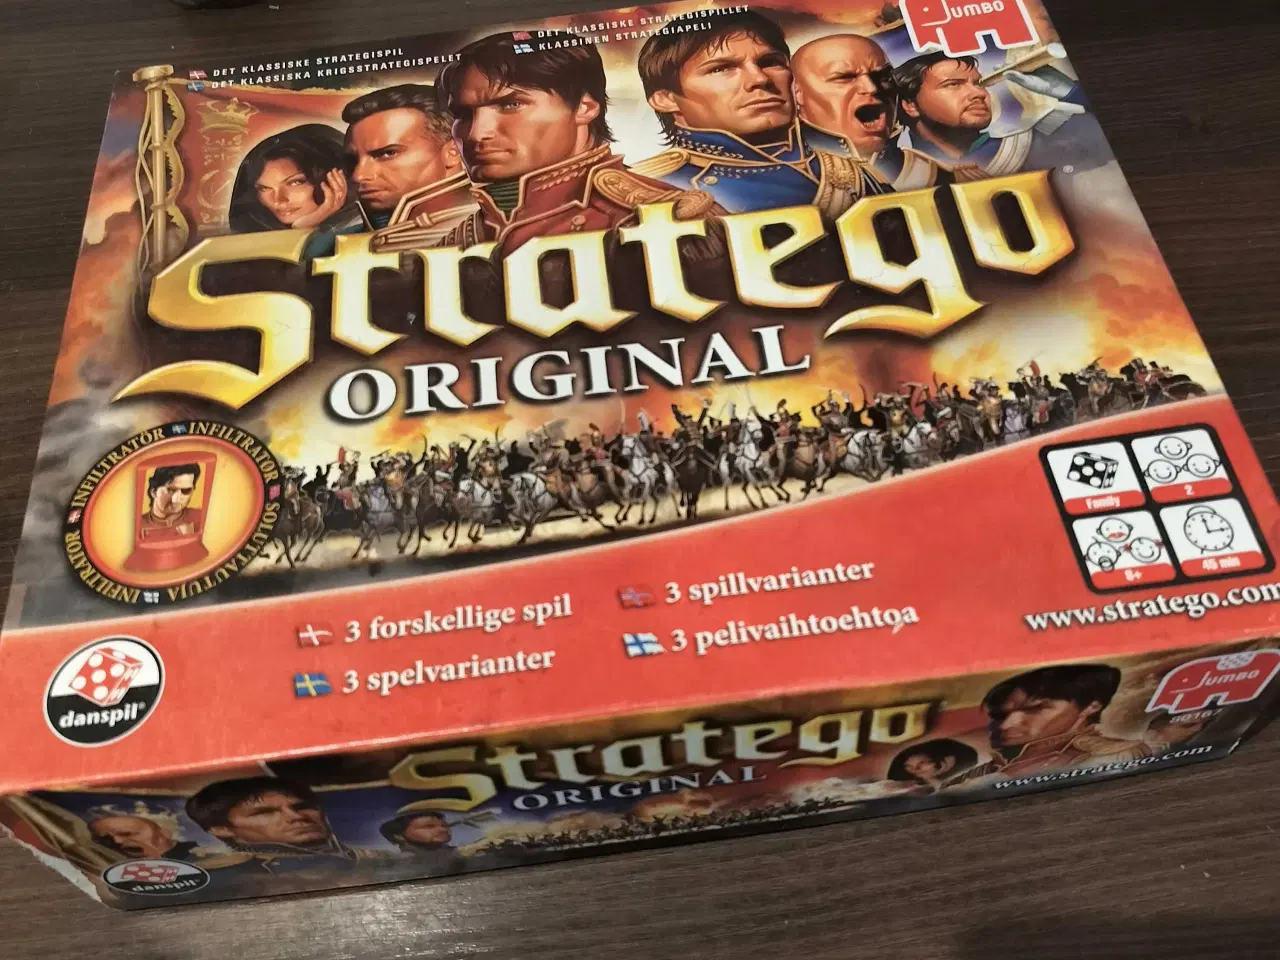 DET KLASSISKE STRATEGISPIL
DET KLASSISKA KRIGSSTRATEGISPELET
DET KLASSISKE STRATEGISPILLET
KLASSINEN STRATEGIAPELI
JUMBO
Stratego®
ORIGINAL
INFILTRATÖR INFILTRATOR SOLUTTAUTUJA INFILTRATOR
Family
2
8+
45 min
3 forskellige spil
3 spelvarianter
3 spillvarianter
3 pelivaihtoehtoa
www.stratego.com
danspil®
Stratego
ORIGINAL
JUMBO
www.stratego.com
danspil